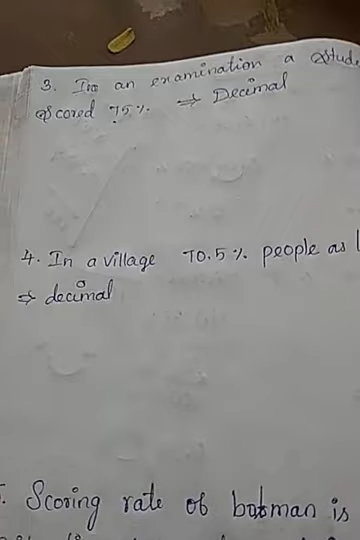 3. In an examination a
scored 75% ⇒ Decimal
4. In a village 70.5% people as
⇒ decimal
Scoring rate of batman is